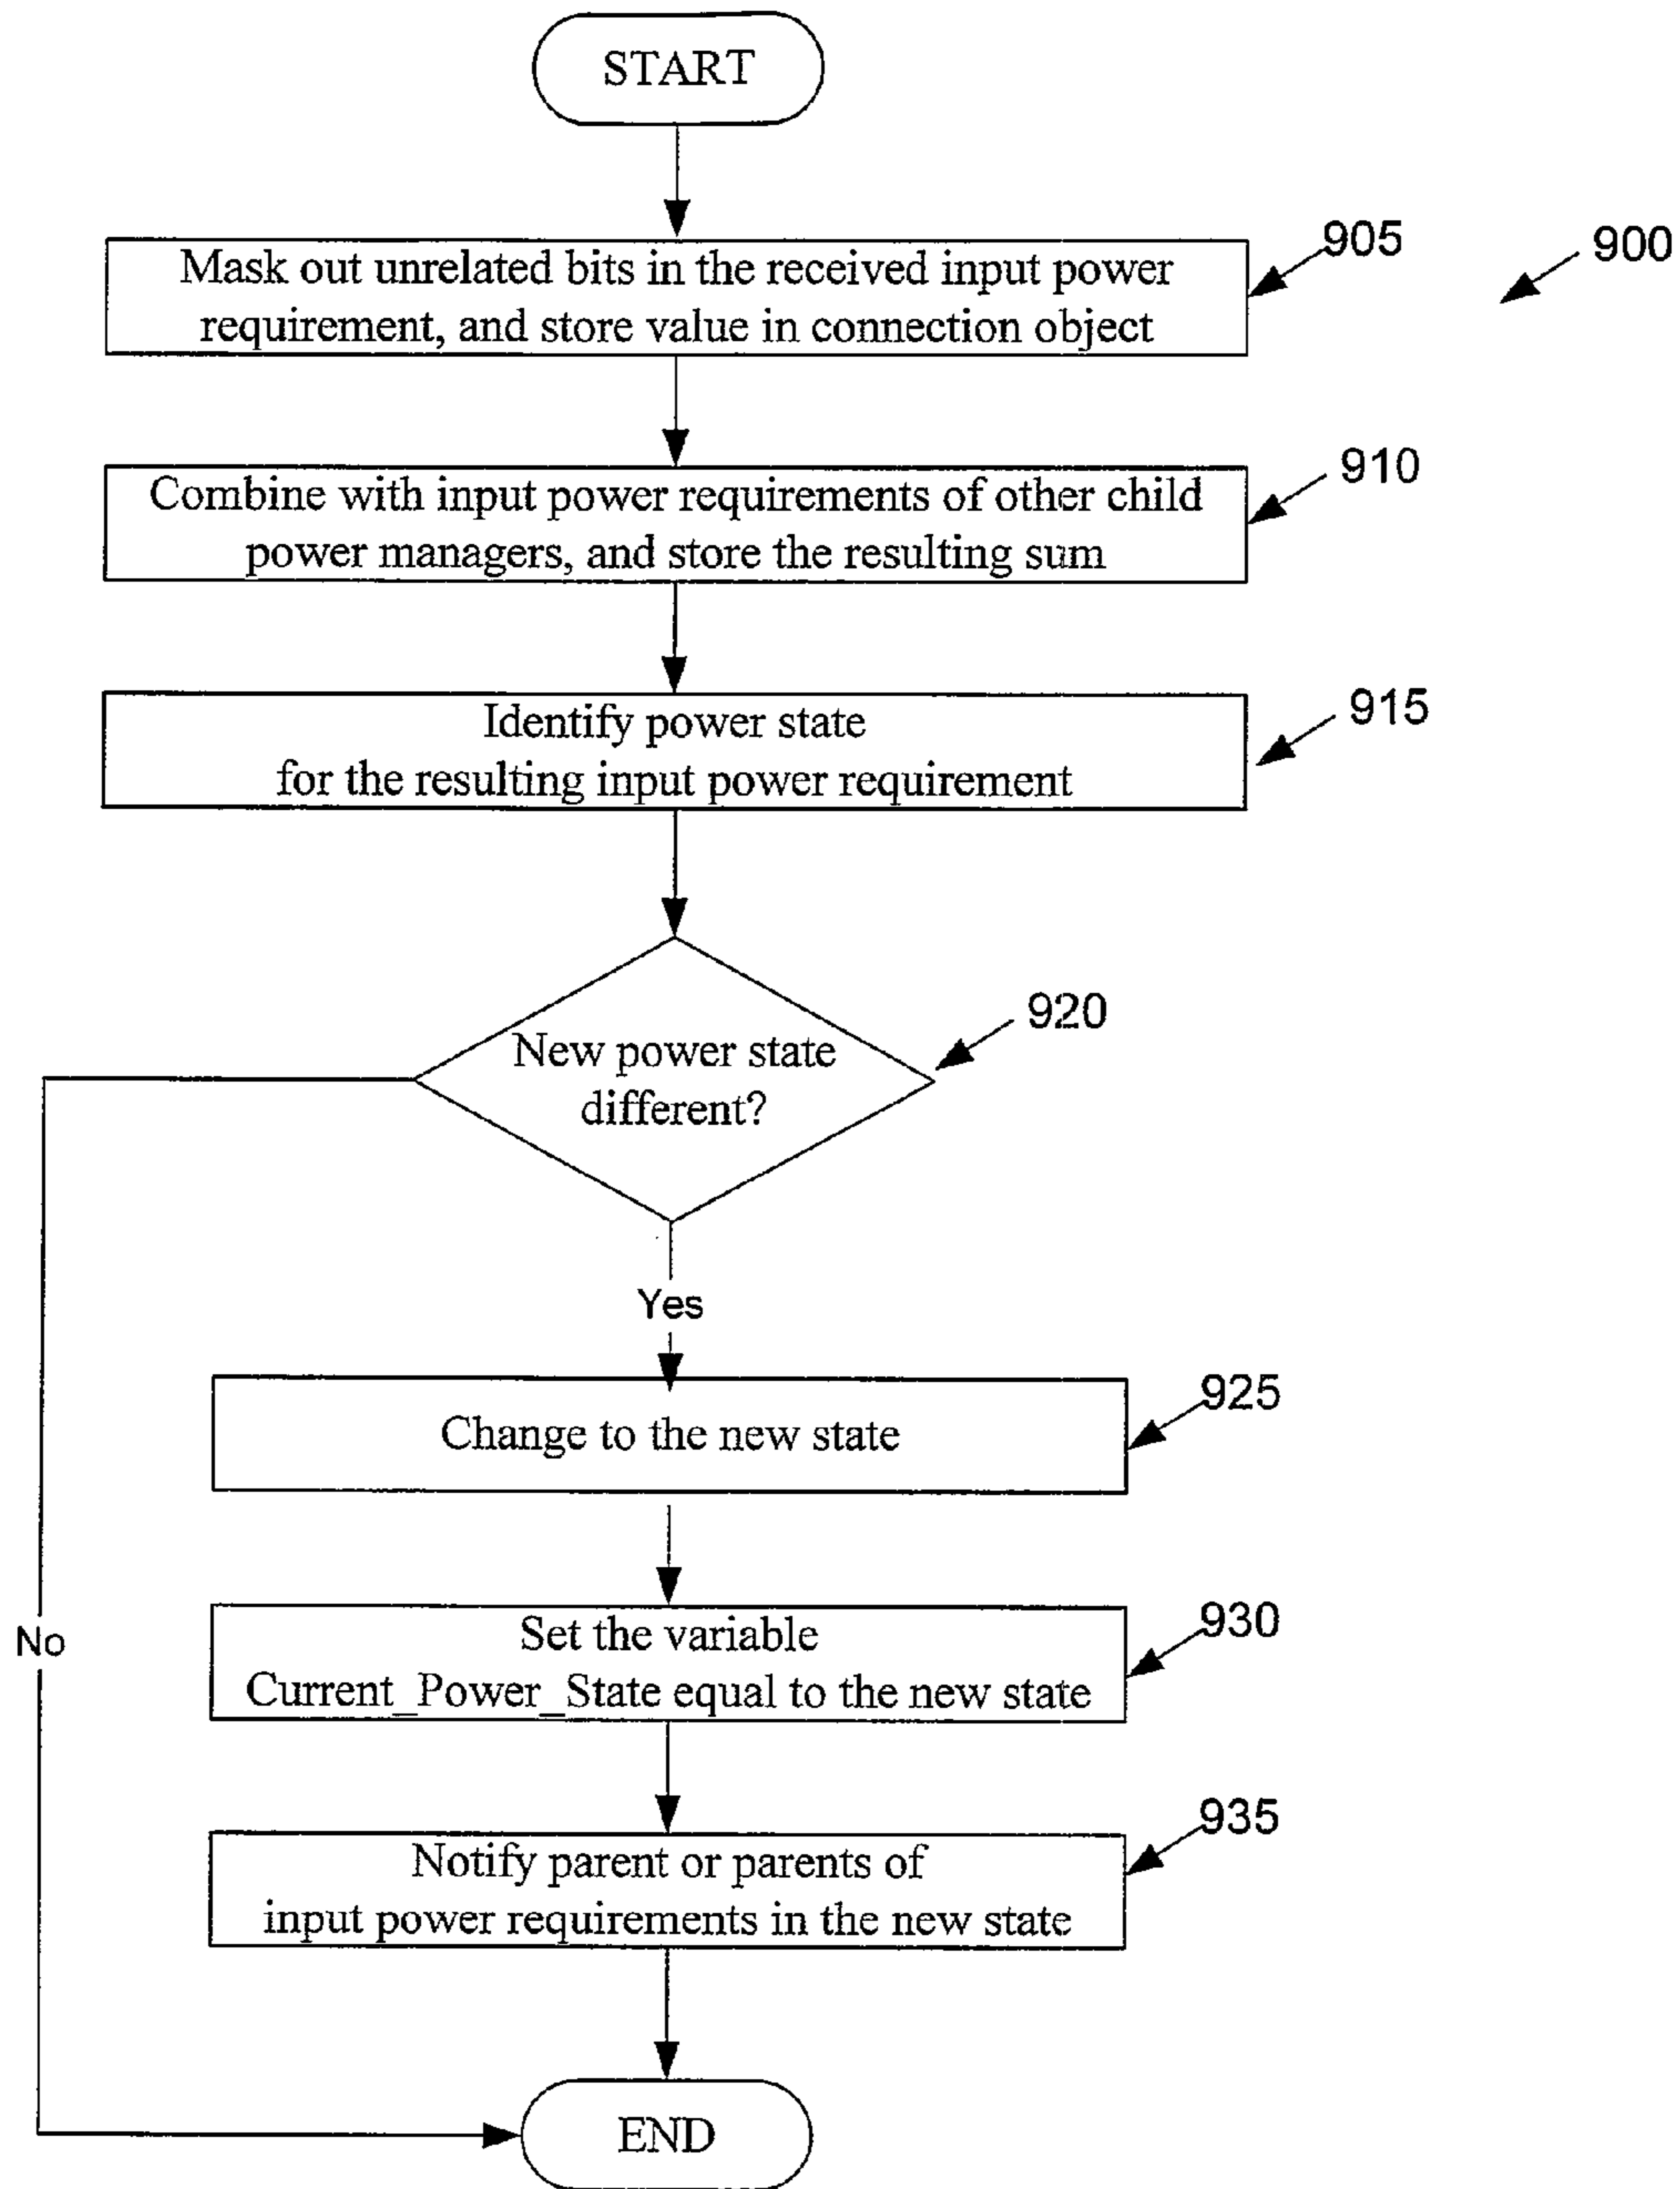 START
Mask out unrelated bits in the received input power
requirement, and store value in connection object
905
900
Combine with input power requirements of other child
power managers, and store the resulting sum
910
Identify power state
for the resulting input power requirement
915
New power state
different?
920
Yes
Change to the new state
925
No
Set the variable
Current_Power_State equal to the new state
930
Notify parent or parents of
input power requirements in the new state
935
END